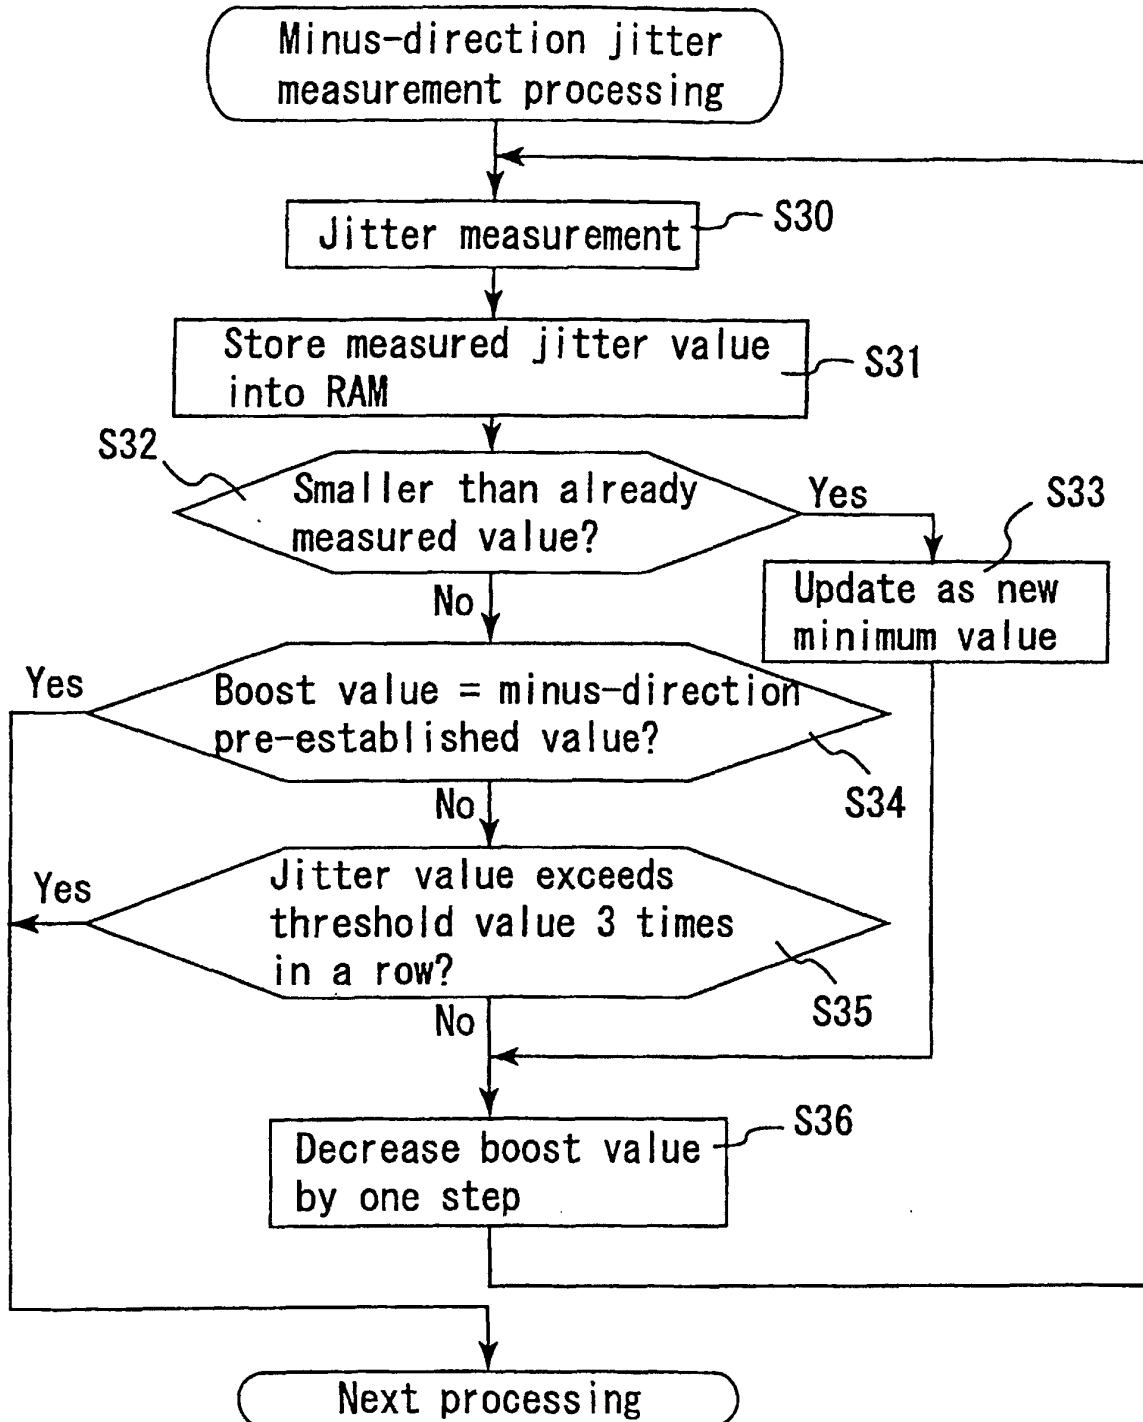 Minus-direction jitter
measurement processing
Jitter measurement
S30
Store measured jitter value
into RAM
S31
S32
Smaller than already
measured value?
Yes
S33
Update as new
minimum value
No
Yes
Boost value = minus-direction
pre-established value?
S34
No
Yes
Jitter value exceeds
threshold value 3 times
in a row?
S35
No
S36
Decrease boost value
by one step
Next processing